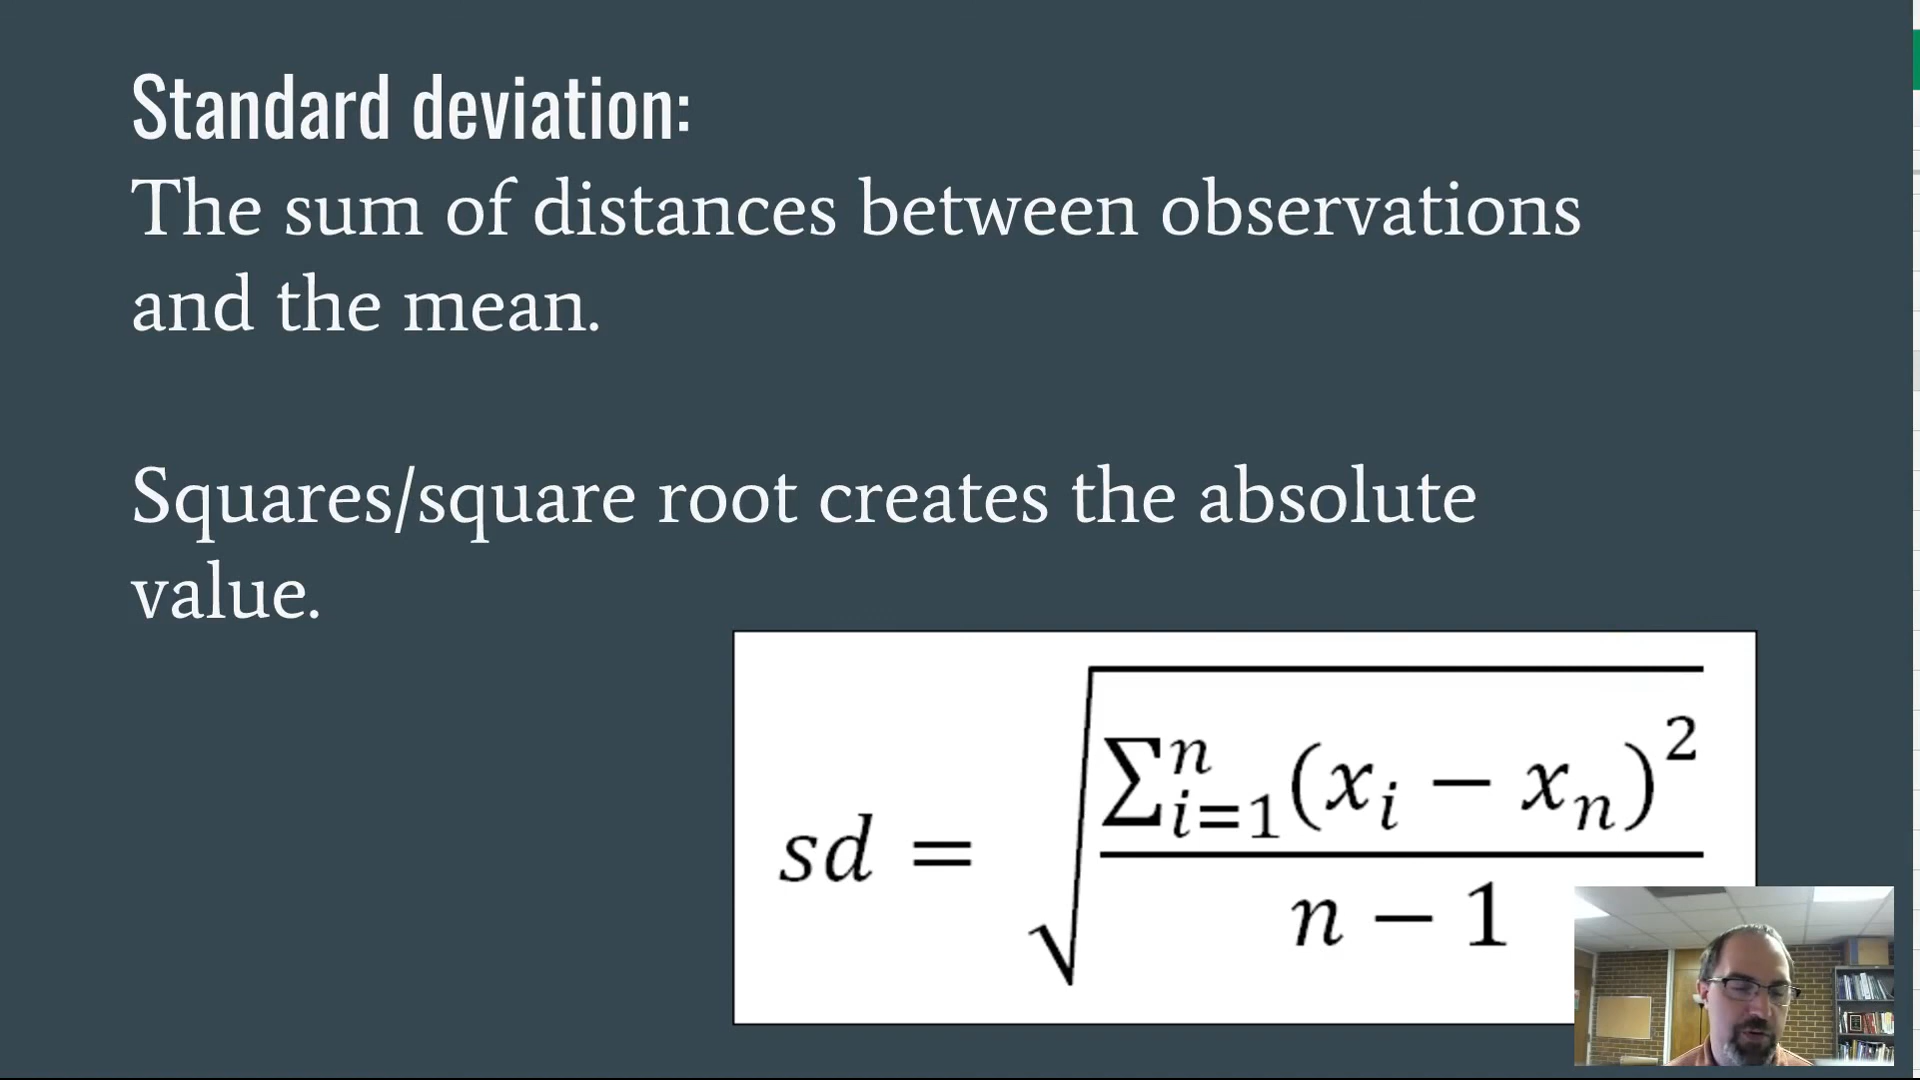 Standard deviation:
The sum of distances between observations
and the mean.
Squares/square root creates the absolute
value.
sd = √(∑ⁿᵢ₌₁(xᵢ − xₙ)² / (n − 1))